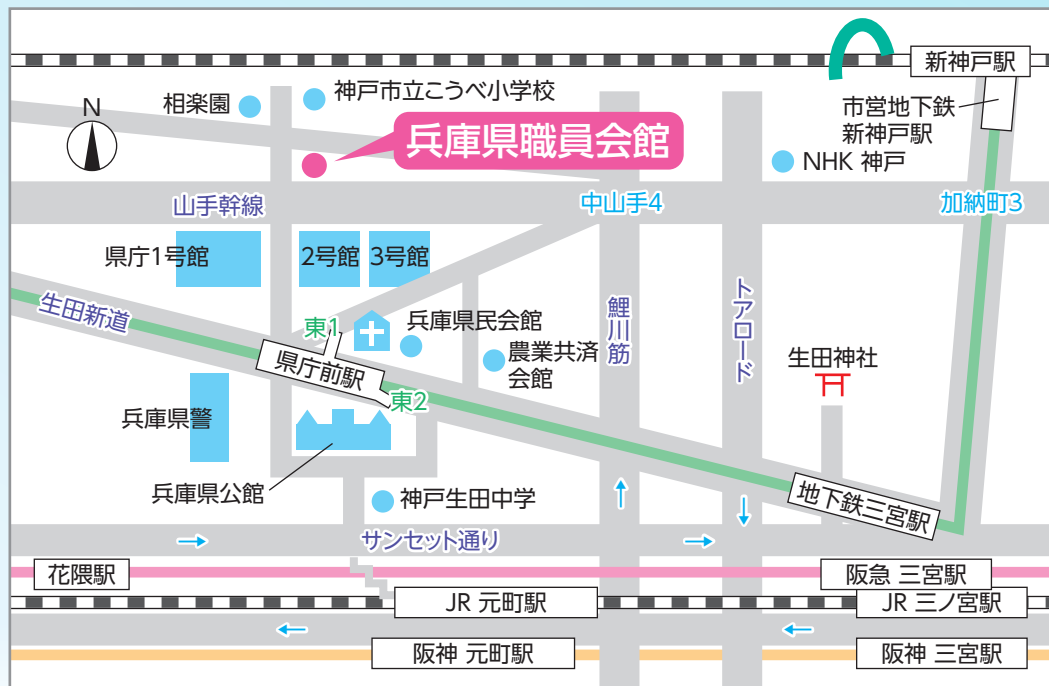 新神戸駅
相楽園
神戸市立こうべ小学校
市営地下鉄
新神戸駅
N
兵庫県職員会館
NHK 神戸
山手幹線
中山手4
加納町3
県庁1号館
2号館
3号館
生田新道
東1
兵庫県民会館
鯉川筋
トアロード
農業共済
会館
生田神社
県庁前駅
東2
兵庫県警
兵庫県公館
神戸生田中学
地下鉄三宮駅
サンセット通り
花隈駅
阪急 三宮駅
JR 元町駅
JR 三ノ宮駅
阪神 元町駅
阪神 三宮駅